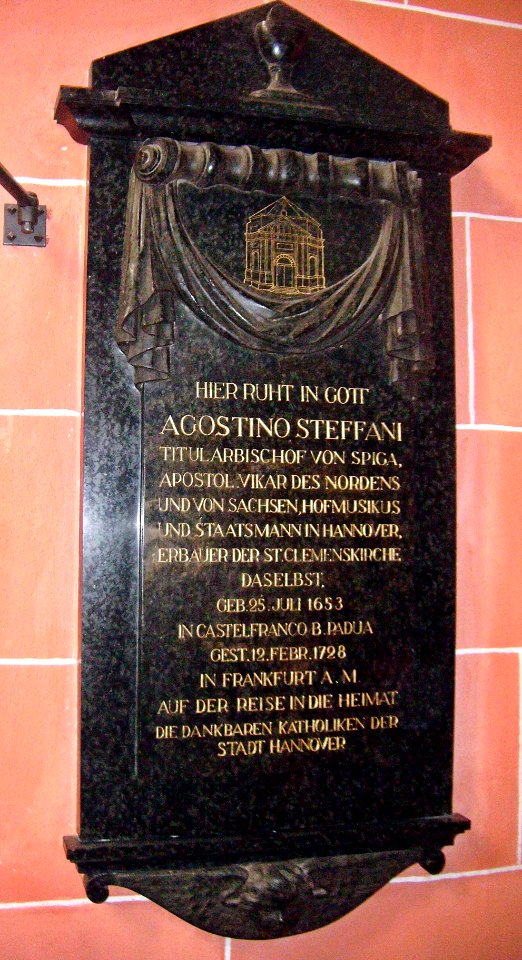 HIER RUHT IN GOTT
AGOSTINO STEFFANI
TITULARBISCHOF VON SPIGA,
APOSTOL. VIKAR DES NORDENS
UND VON SACHSEN, HOFMUSIKUS
UND STAATSMANN IN HANNOVER,
ERBAUER DER ST. CLEMENSKIRCHE
DASELBST.
GEB. 25. JULI 1653
IN CASTELFRANCO B. PADUA
GEST. 12. FEBR. 1728
IN FRANKFURT A. M.
AUF DER REISE IN DIE HEIMAT
DIE DANKBAREN KATHOLIKEN DER
STADT HANNOVER